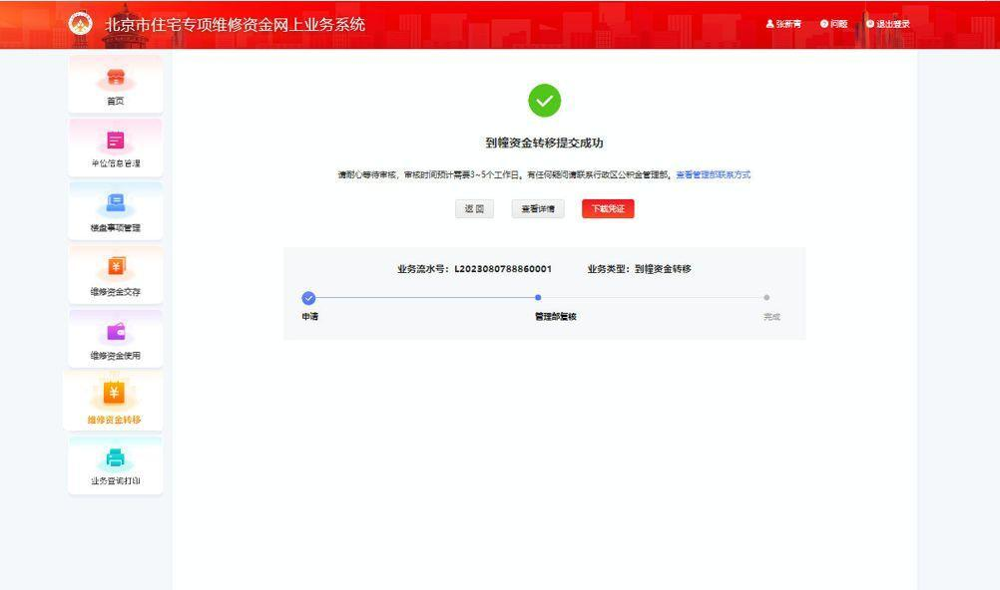 北京市住宅专项维修资金网上业务系统
张新青 问题 退出登录
首页
单位信息管理
楼盘事项管理
维修资金交存
维修资金使用
维修资金转移
业务查询打印
到幢资金转移提交成功
请耐心等待审核，审核时间预计需要3~5个工作日。有任何疑问请联系行政区公积金管理部。查看管理部联系方式
返回 查看详情 下载凭证
业务流水号：L2023080788860001 业务类型：到幢资金转移
申请 管理部复核 完成